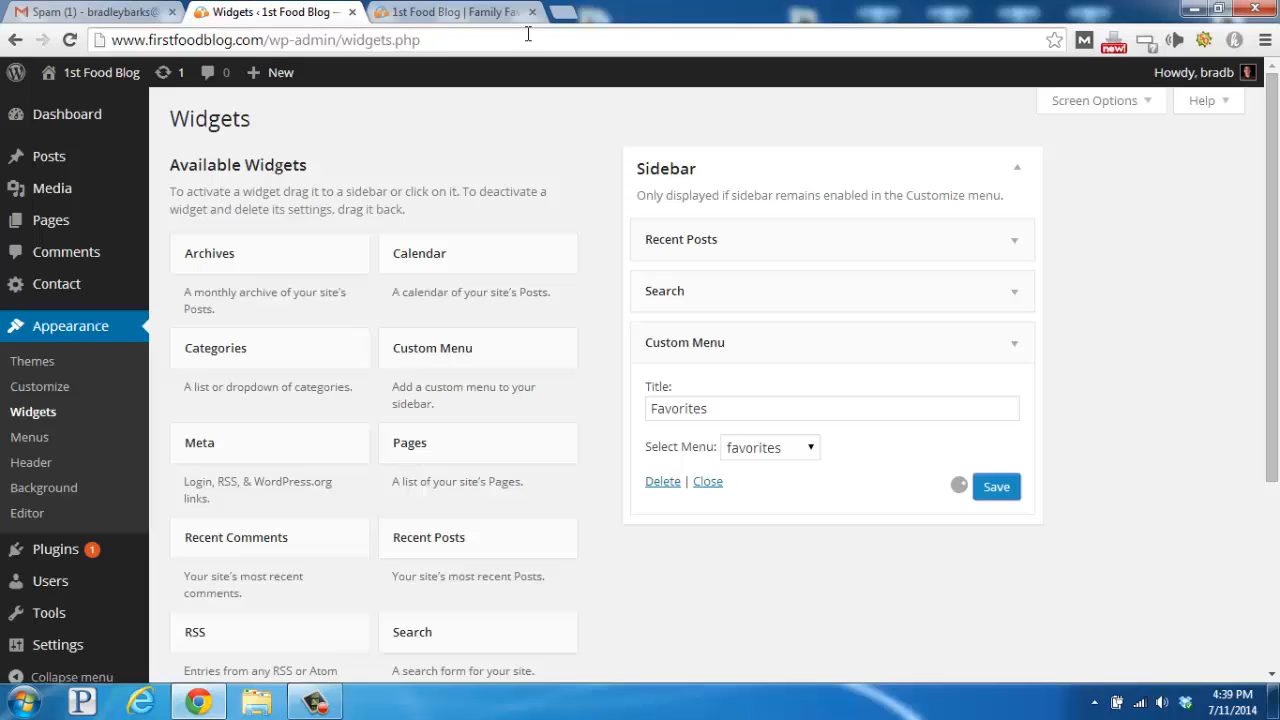 Spam (1) - bradleybarks@
Widgets ‹ 1st Food Blog —
1st Food Blog | Family Fav
www.firstfoodblog.com/wp-admin/widgets.php
new!
1st Food Blog
1
0
New
Howdy, bradb
Screen Options
Help
Dashboard
Posts
Media
Pages
Comments
Contact
Appearance
Themes
Customize
Widgets
Menus
Header
Background
Editor
Plugins 1
Users
Tools
Settings
Collapse menu
Widgets
Available Widgets
To activate a widget drag it to a sidebar or click on it. To deactivate a
widget and delete its settings, drag it back.
Archives
A monthly archive of your site's
Posts.
Calendar
A calendar of your site's Posts.
Categories
A list or dropdown of categories.
Custom Menu
Add a custom menu to your
sidebar.
Meta
Login, RSS, & WordPress.org
links.
Pages
A list of your site's Pages.
Recent Comments
Your site's most recent
comments.
Recent Posts
Your site's most recent Posts.
RSS
Entries from any RSS or Atom
Search
A search form for your site.
Sidebar
Only displayed if sidebar remains enabled in the Customize menu.
Recent Posts
Search
Custom Menu
Title:
Favorites
Select Menu: favorites
Delete | Close
Save
4:39 PM
7/11/2014